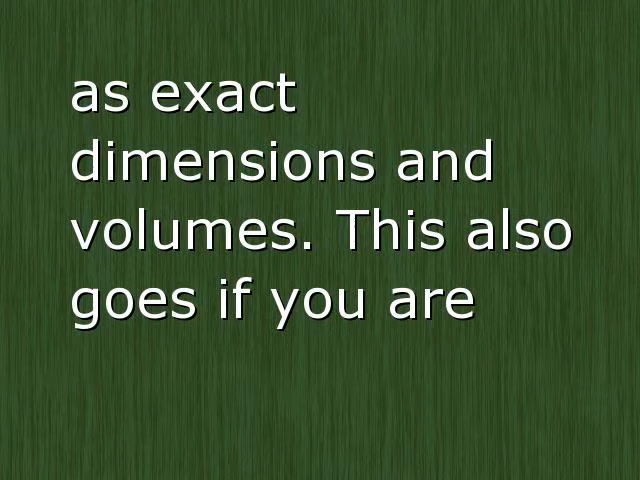 as exact
dimensions and
volumes. This also
goes if you are